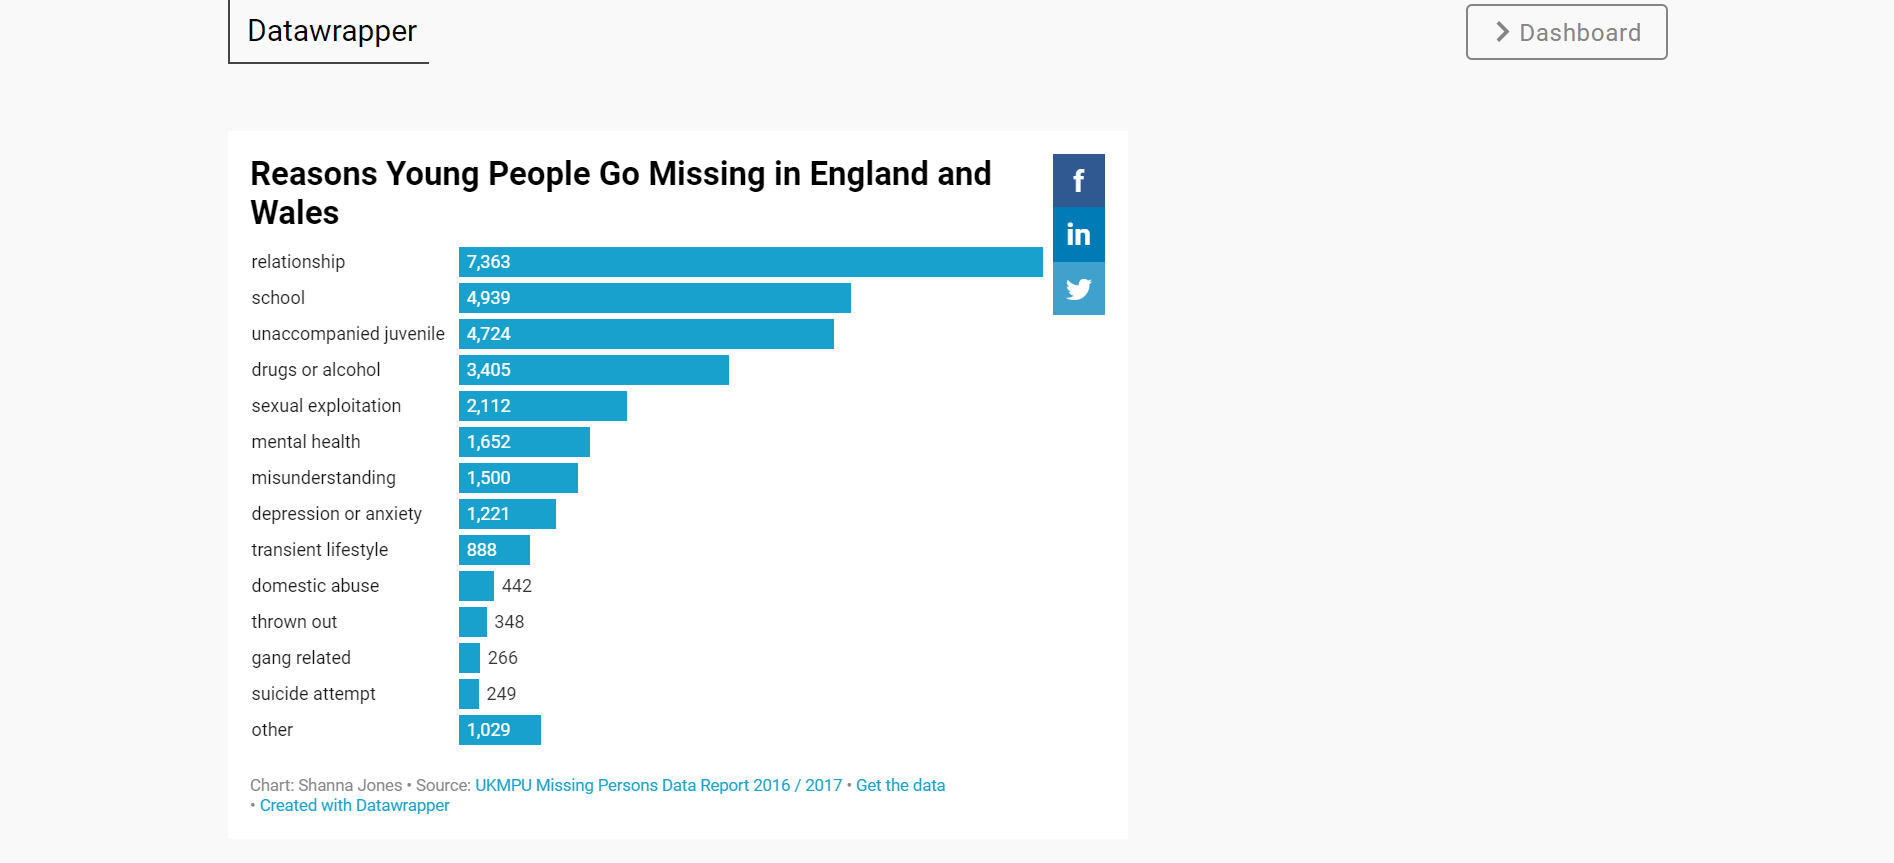 Datawrapper
Dashboard
Reasons Young People Go Missing in England and
Wales
f
in
relationship 7,363
school 4,939
unaccompanied juvenile 4,724
drugs or alcohol 3,405
sexual exploitation 2,112
mental health 1,652
misunderstanding 1,500
depression or anxiety 1,221
transient lifestyle 888
domestic abuse 442
thrown out 348
gang related 266
suicide attempt 249
other 1,029
Chart: Shanna Jones • Source: UKMPU Missing Persons Data Report 2016 / 2017 • Get the data
• Created with Datawrapper